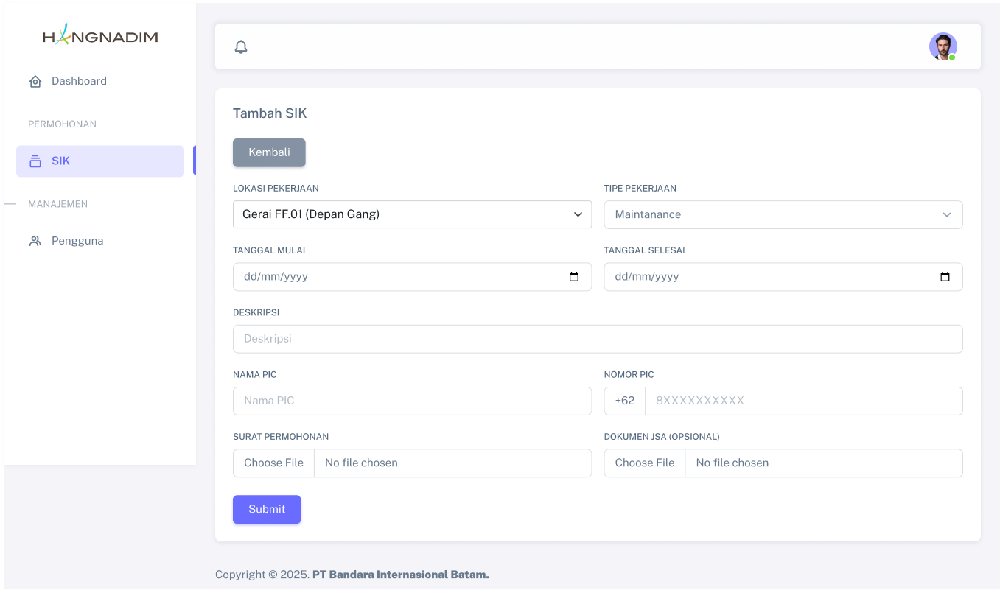 HANGNADIM
Dashboard
PERMOHONAN
SIK
MANAJEMEN
Pengguna
Tambah SIK
Kembali
LOKASI PEKERJAAN
Gerai FF.01 (Depan Gang)
TIPE PEKERJAAN
Maintanance
TANGGAL MULAI
dd/mm/yyyy
TANGGAL SELESAI
dd/mm/yyyy
DESKRIPSI
Deskripsi
NAMA PIC
Nama PIC
NOMOR PIC
+62 8XXXXXXXXXX
SURAT PERMOHONAN
Choose File No file chosen
DOKUMEN JSA (OPSIONAL)
Choose File No file chosen
Submit
Copyright © 2025. PT Bandara Internasional Batam.